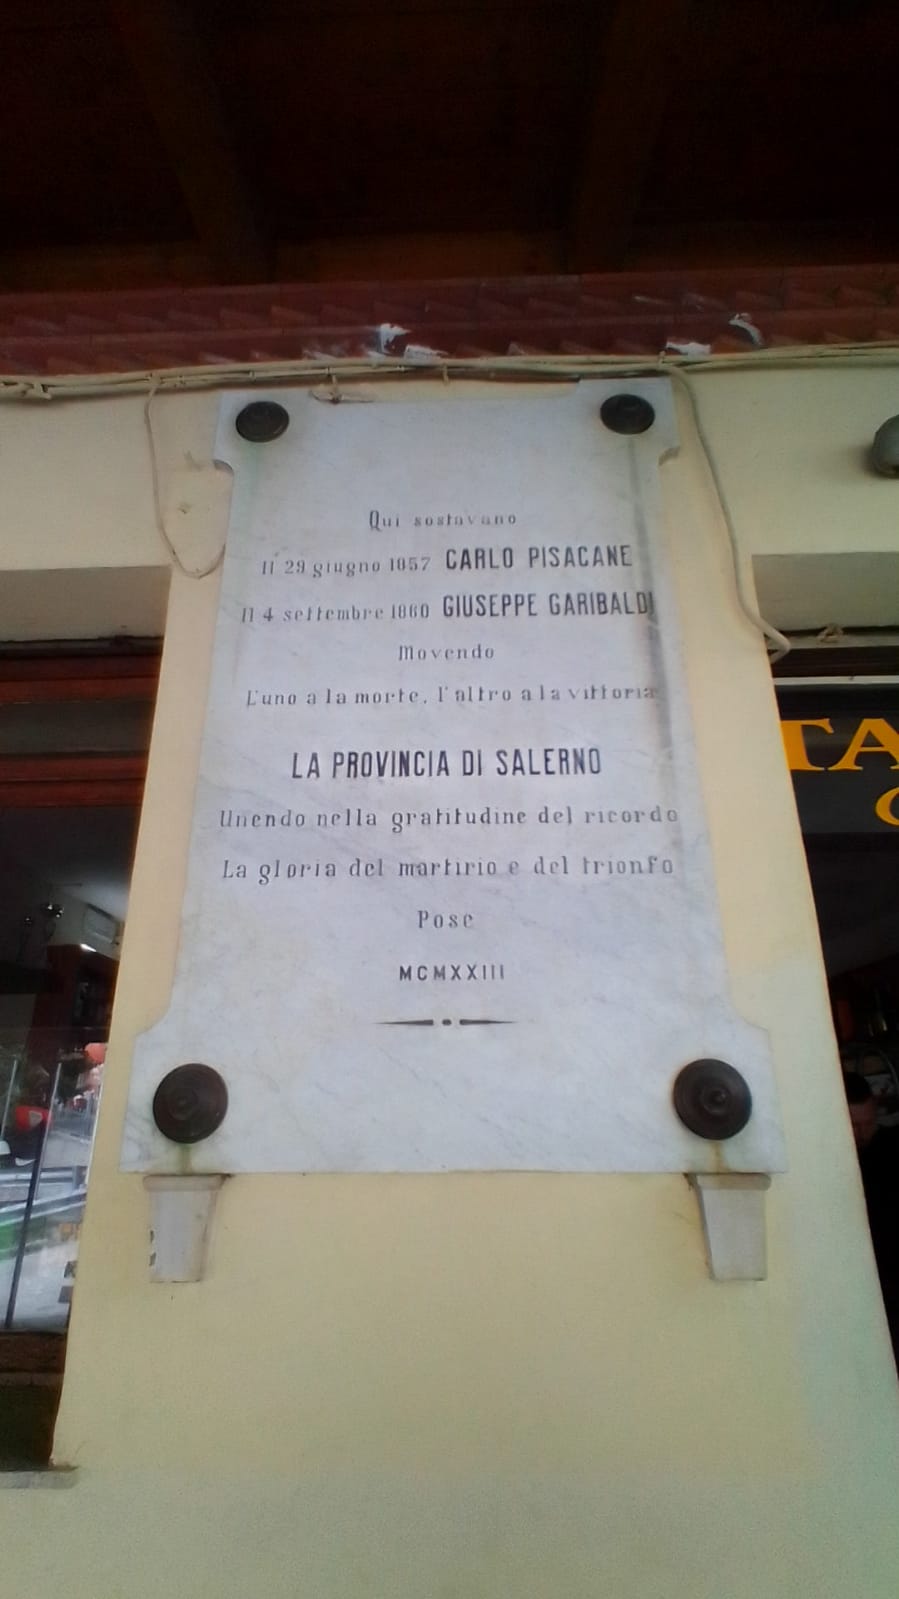 Qui sostavano
Il 29 giugno 1857 CARLO PISACANE
Il 4 settembre 1860 GIUSEPPE GARIBALDI
Movendo
L'uno a la morte, l'altro a la vittoria
LA PROVINCIA DI SALERNO
Unendo nella gratitudine del ricordo
La gloria del martirio e del trionfo
Pose
MCMXXIII
TA